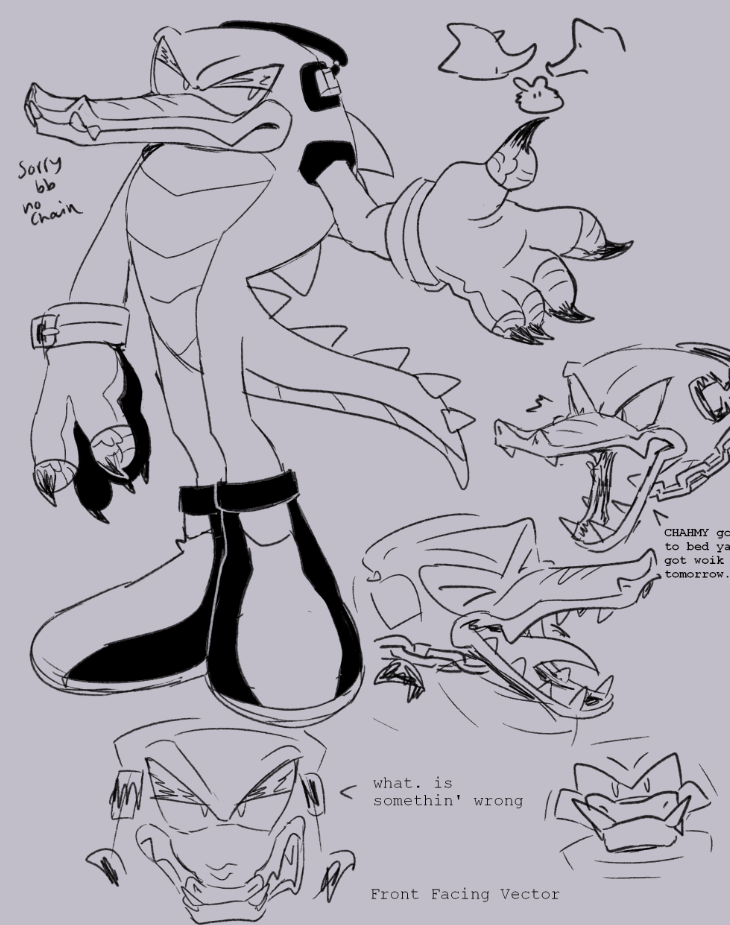 Sorry
bb
no
chain
CHAHMY go
to bed ya
got woik
tomorrow.
what. is
somethin' wrong
Front Facing Vector